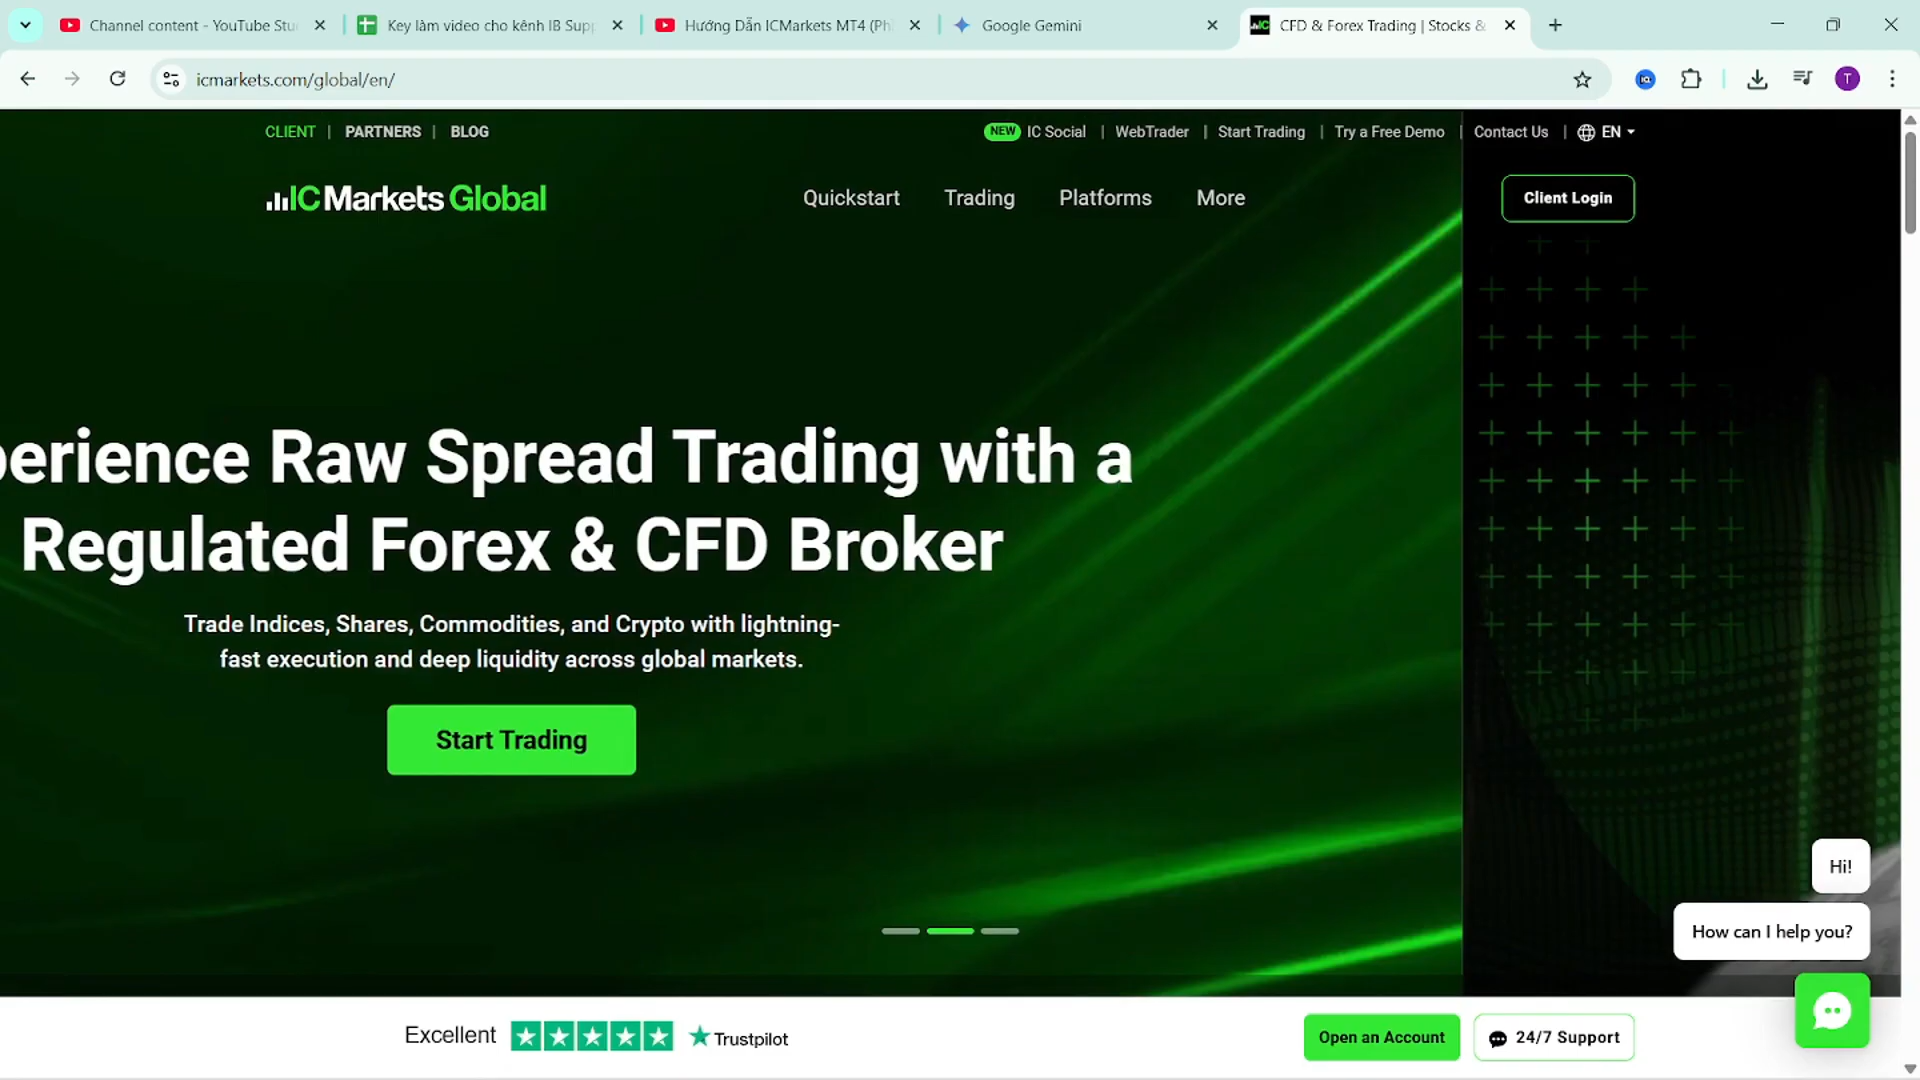 Channel content - YouTube Stu
Key làm video cho kênh IB Supp
Hướng Dẫn ICMarkets MT4 (Ph
Google Gemini
CFD & Forex Trading | Stocks &
icmarkets.com/global/en/
T
CLIENT | PARTNERS | BLOG
NEW IC Social | WebTrader | Start Trading | Try a Free Demo | Contact Us | EN
IC Markets Global
Quickstart Trading Platforms More
Client Login
perience Raw Spread Trading with a
Regulated Forex & CFD Broker
Trade Indices, Shares, Commodities, and Crypto with lightning-
fast execution and deep liquidity across global markets.
Start Trading
Hi!
How can I help you?
Excellent Trustpilot
Open an Account
24/7 Support